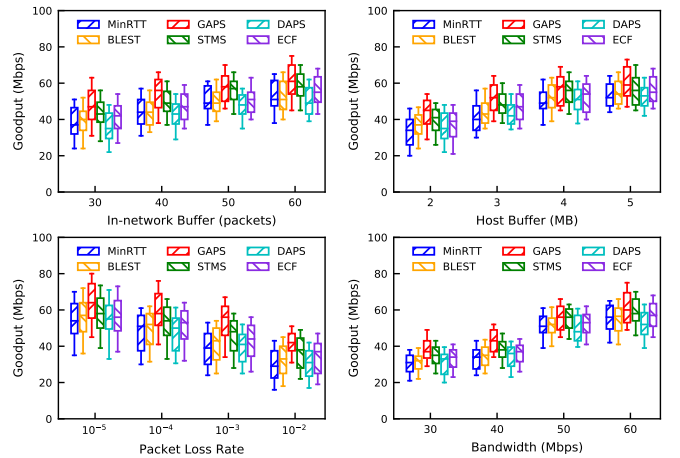 100
80
60
40
20
0
Goodput (Mbps)
MinRTT GAPS DAPS
BLEST STMS ECF
30 40 50 60
In-network Buffer (packets)
100
80
60
40
20
0
Goodput (Mbps)
MinRTT GAPS DAPS
BLEST STMS ECF
2 3 4 5
Host Buffer (MB)
100
80
60
40
20
0
Goodput (Mbps)
MinRTT GAPS DAPS
BLEST STMS ECF
10⁻⁵ 10⁻⁴ 10⁻³ 10⁻²
Packet Loss Rate
100
80
60
40
20
0
Goodput (Mbps)
MinRTT GAPS DAPS
BLEST STMS ECF
30 40 50 60
Bandwidth (Mbps)